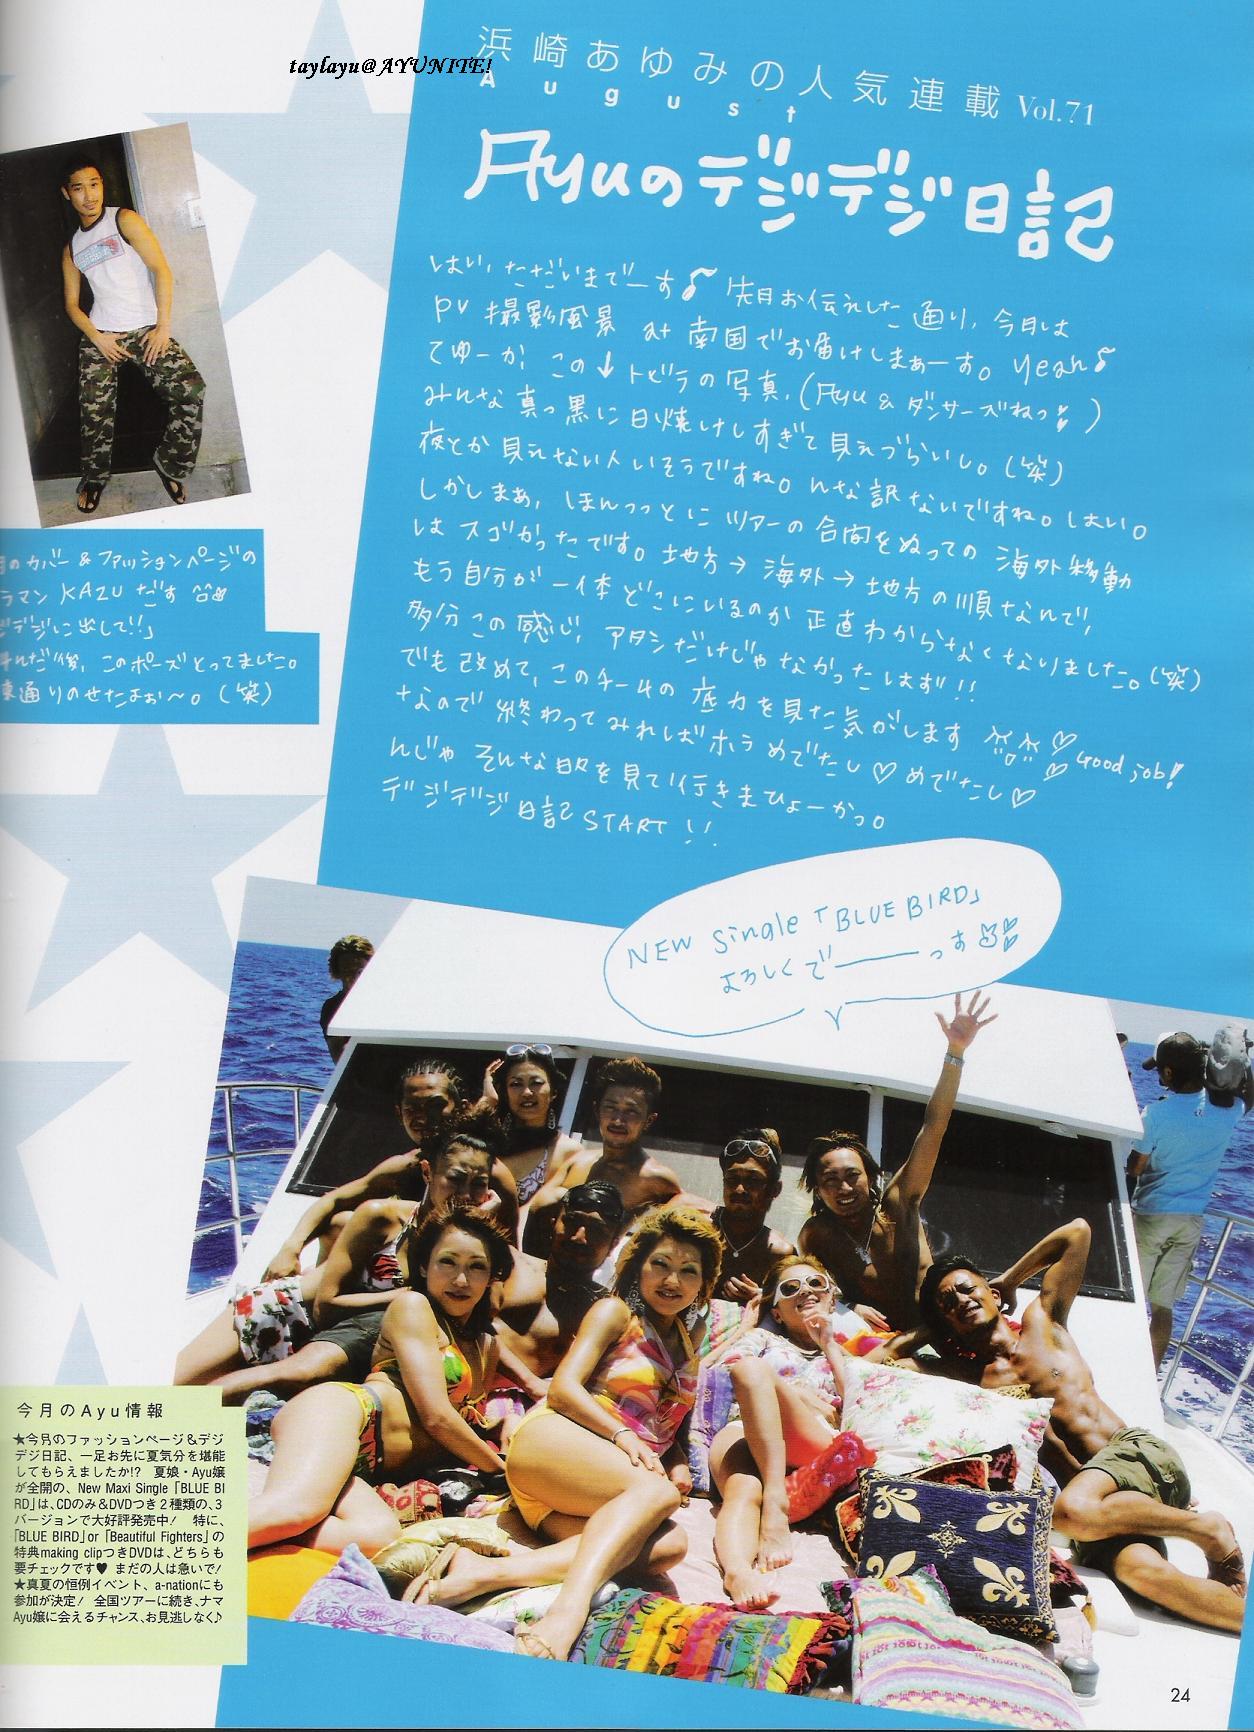 taylayu@AYUNITE!
浜崎あゆみの人気連載 Vol.71
August
Ayuのデジデジ日記
はい、ただいまでーす♪ 先月お伝えした通り、今月は
PV 撮影風景 at 南国でお届けしまぁーす。yeah♪
てゆーか、この↓トビラの写真、(Ayu & ダンサーズねっ!)
みんな真っ黒に日焼けしすぎて見えづらいし。(笑)
夜とか見えない人いそうですね。んな訳ないですね。はい。
しかしまあ、ほんっっとにツアーの合間をぬっての海外移動
はスゴかったです。地方→海外→地方の順なんで、
もう自分が一体どこにいるのか正直わからなくなりました。(笑)
多分この感じ、アタシだけじゃなかったはず!!
でも改めて、このチームの底力を見た気がします Good job!
なので終わってみればホラめでたし♡めでたし♡
んじゃそんな日々を見て行きまひょーかっ。
デジデジ日記START!!
月のカバー&ファッションページの
ラマン KAZUだす
デジに出して!!」
後、このポーズとってました。
通りのせたよぉ〜。(笑)
NEW Single「BLUE BIRD」
よろしくで――っす
今月のAyu情報
★今月のファッションページ&デジ
デジ日記、一足お先に夏気分を堪能
してもらえましたか!? 夏娘・Ayu嬢
が全開の、New Maxi Single「BLUE BI
RD」は、CDのみ&DVDつき2種類の、3
バージョンで大好評発売中! 特に、
「BLUE BIRD」or「Beautiful Fighters」の
特典making clipつきDVDは、どちらも
要チェックです♥ まだの人は急いで!
★真夏の恒例イベント、a-nationにも
参加が決定! 全国ツアーに続き、ナマ
Ayu嬢に会えるチャンス、お見逃しなく♪
24